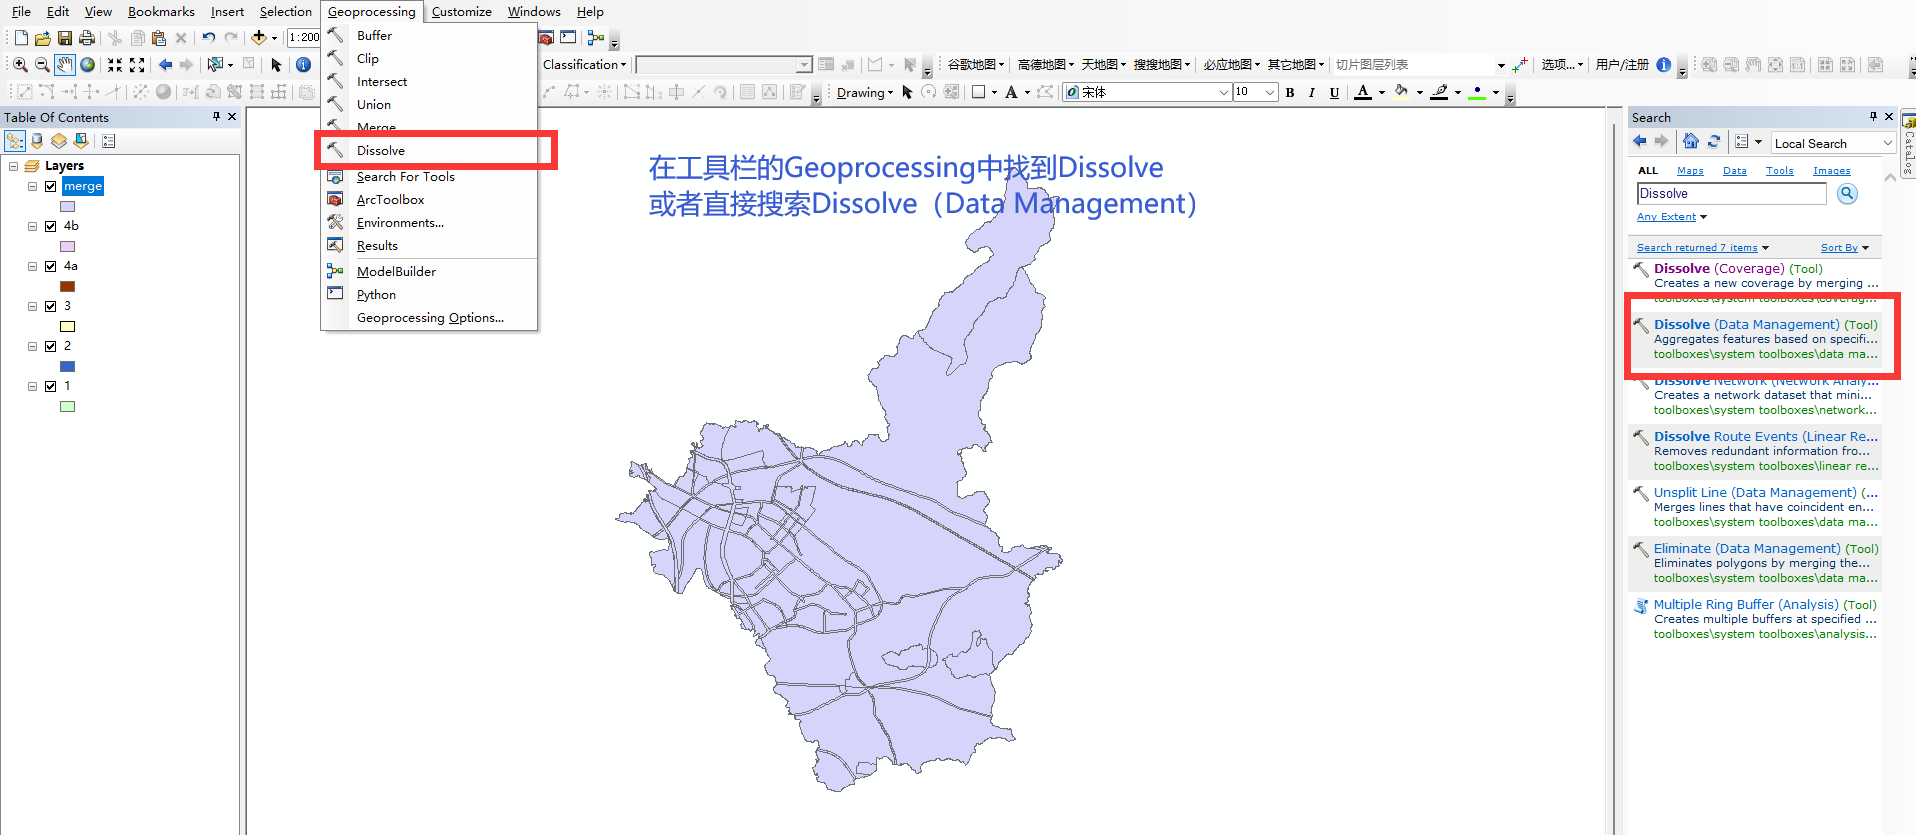 File Edit View Bookmarks Insert Selection Geoprocessing Customize Windows Help
1:200
Classification
谷歌地图 高德地图 天地图 搜搜地图 必应地图 其它地图 切片图层列表 选项... 用户/注册
Drawing A 宋体 10 B I U A
Buffer
Clip
Intersect
Union
Merge
Dissolve
Search For Tools
ArcToolbox
Environments...
Results
ModelBuilder
Python
Geoprocessing Options...
Table Of Contents
Layers
merge
4b
4a
3
2
1
在工具栏的Geoprocessing中找到Dissolve
或者直接搜索Dissolve（Data Management）
Search
Local Search
ALL Maps Data Tools Images
Dissolve
Any Extent
Search returned 7 items Sort By
Dissolve (Coverage) (Tool)
Creates a new coverage by merging ...
toolboxes\system toolboxes\coverag...
Dissolve (Data Management) (Tool)
Aggregates features based on specifi...
toolboxes\system toolboxes\data ma...
Dissolve Network (Network Analy...
Creates a network dataset that mini...
toolboxes\system toolboxes\network...
Dissolve Route Events (Linear Re...
Removes redundant information fro...
toolboxes\system toolboxes\linear re...
Unsplit Line (Data Management) (...
Merges lines that have coincident en...
toolboxes\system toolboxes\data ma...
Eliminate (Data Management) (Tool)
Eliminates polygons by merging the...
toolboxes\system toolboxes\data ma...
Multiple Ring Buffer (Analysis) (Tool)
Creates multiple buffers at specified ...
toolboxes\system toolboxes\analysis...
Catalog